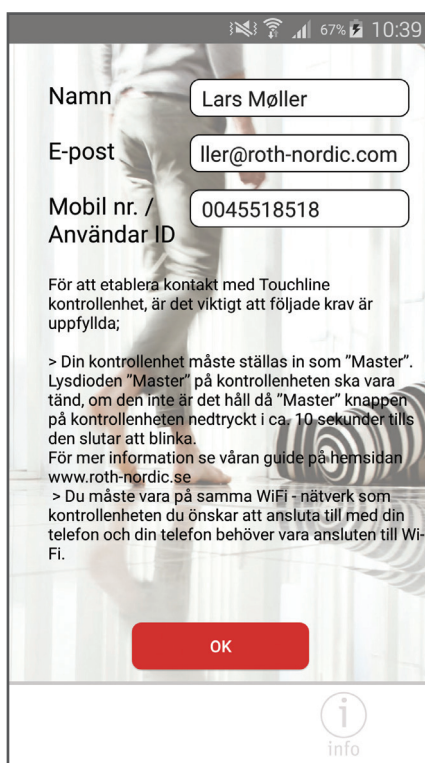 67% 10:39
Namn Lars Møller
E-post ller@roth-nordic.com
Mobil nr. / 0045518518
Användar ID
För att etablera kontakt med Touchline
kontrollenhet, är det viktigt att följade krav är
uppfyllda;
> Din kontrollenhet måste ställas in som ”Master”.
Lysdioden ”Master” på kontrollenheten ska vara
tänd, om den inte är det håll då ”Master” knappen
på kontrollenheten nedtryckt i ca. 10 sekunder tills
den slutar att blinka.
För mer information se våran guide på hemsidan
www.roth-nordic.se
> Du måste vara på samma WiFi - nätverk som
kontrollenheten du önskar att ansluta till med din
telefon och din telefon behöver vara ansluten till Wi-
Fi.
OK
info